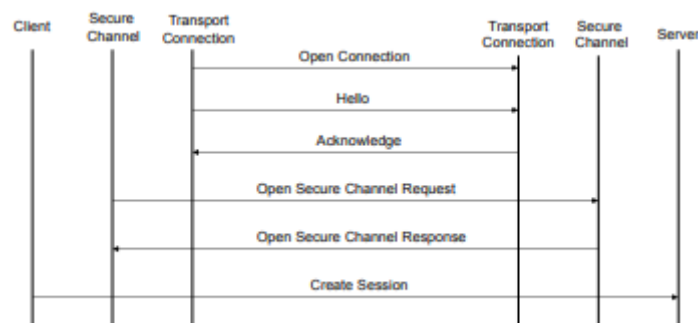 Client
Secure
Channel
Transport
Connection
Transport
Connection
Secure
Channel
Server
Open Connection
Hello
Acknowledge
Open Secure Channel Request
Open Secure Channel Response
Create Session